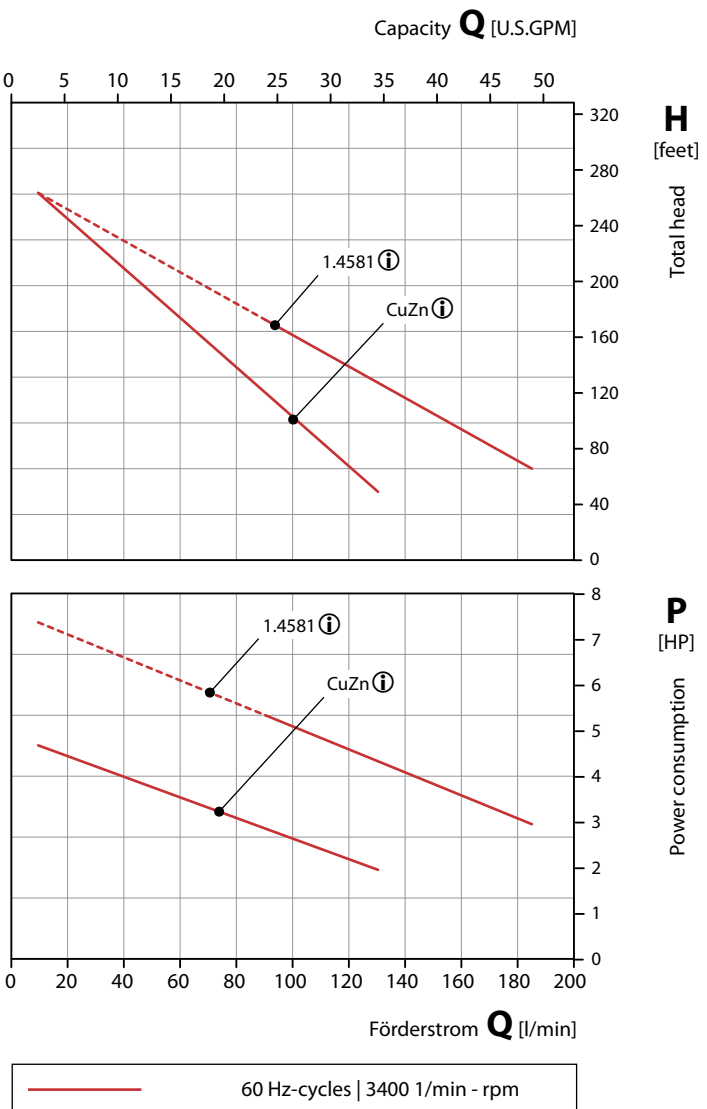 Capacity Q [U.S.GPM]
0 5 10 15 20 25 30 35 40 45 50
320
280
240
200
160
120
80
40
0
H
[feet]
Total head
1.4581 ⓘ
CuZn ⓘ
8
7
6
5
4
3
2
1
0
P
[HP]
Power consumption
1.4581 ⓘ
CuZn ⓘ
0 20 40 60 80 100 120 140 160 180 200
Förderstrom Q [l/min]
60 Hz-cycles | 3400 1/min - rpm